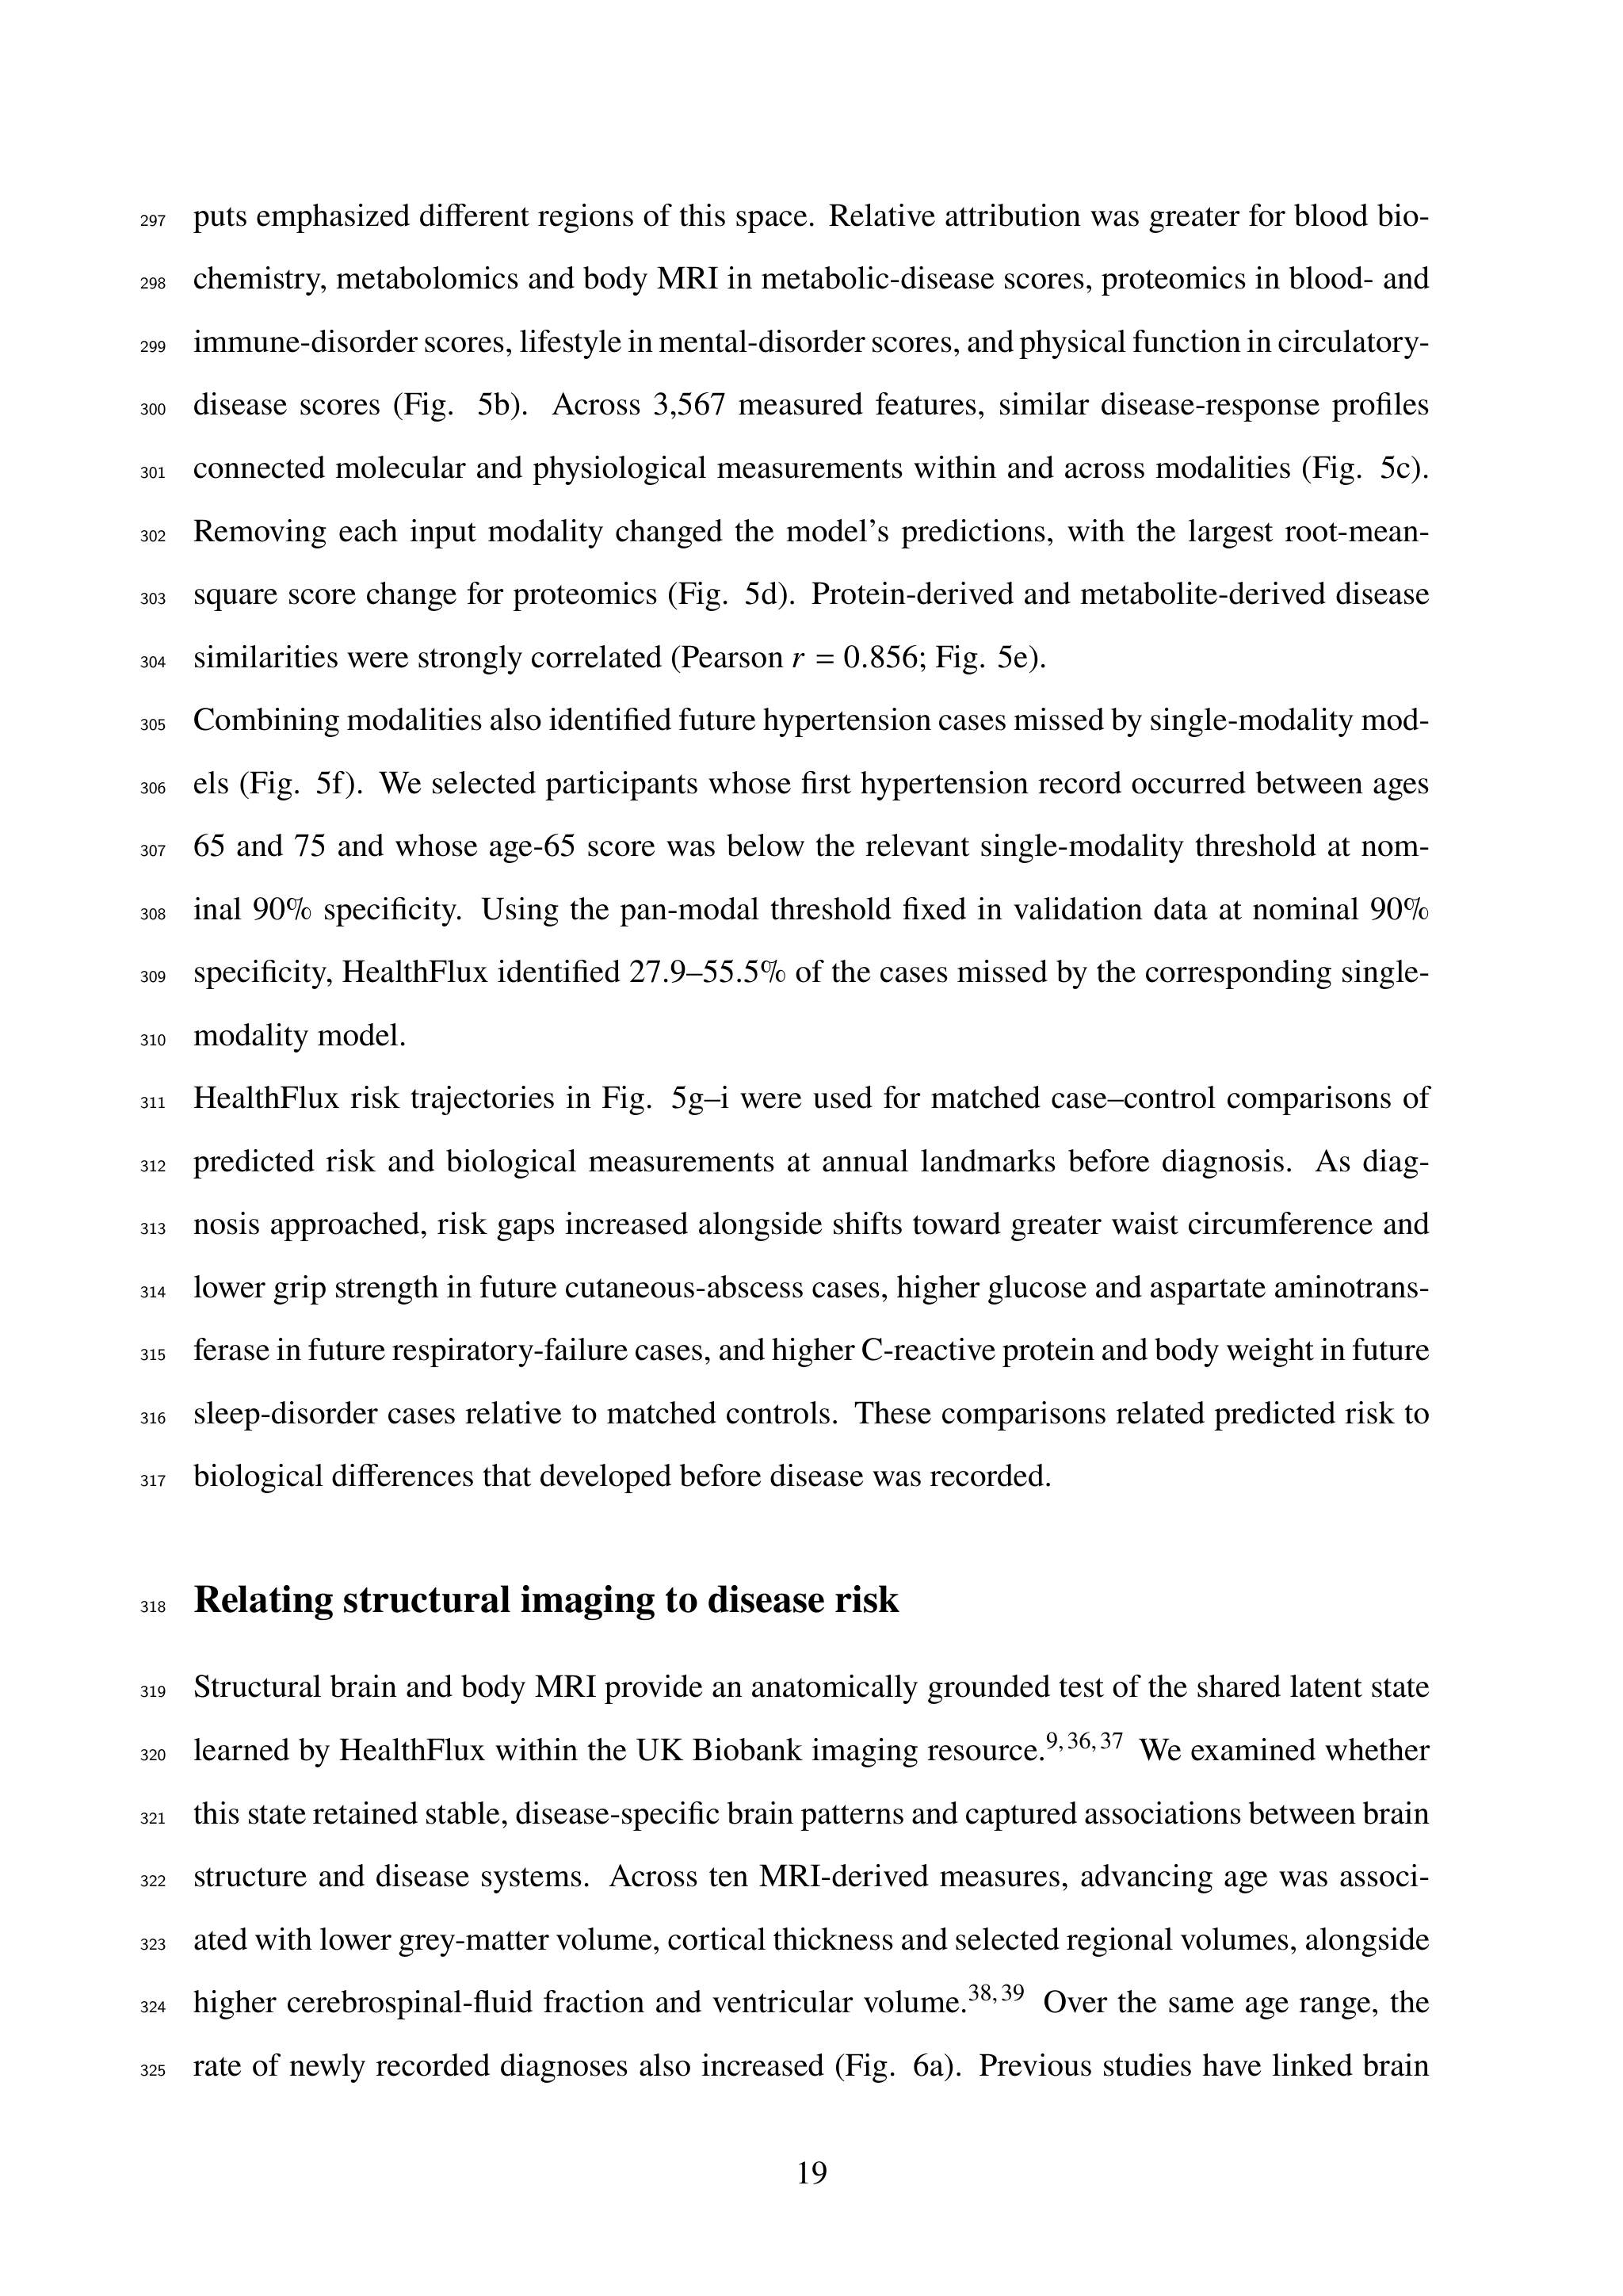 297 puts emphasized different regions of this space. Relative attribution was greater for blood bio-
298 chemistry, metabolomics and body MRI in metabolic-disease scores, proteomics in blood- and
299 immune-disorder scores, lifestyle in mental-disorder scores, and physical function in circulatory-
300 disease scores (Fig. 5b). Across 3,567 measured features, similar disease-response profiles
301 connected molecular and physiological measurements within and across modalities (Fig. 5c).
302 Removing each input modality changed the model's predictions, with the largest root-mean-
303 square score change for proteomics (Fig. 5d). Protein-derived and metabolite-derived disease
304 similarities were strongly correlated (Pearson r = 0.856; Fig. 5e).
305 Combining modalities also identified future hypertension cases missed by single-modality mod-
306 els (Fig. 5f). We selected participants whose first hypertension record occurred between ages
307 65 and 75 and whose age-65 score was below the relevant single-modality threshold at nom-
308 inal 90% specificity. Using the pan-modal threshold fixed in validation data at nominal 90%
309 specificity, HealthFlux identified 27.9–55.5% of the cases missed by the corresponding single-
310 modality model.
311 HealthFlux risk trajectories in Fig. 5g–i were used for matched case–control comparisons of
312 predicted risk and biological measurements at annual landmarks before diagnosis. As diag-
313 nosis approached, risk gaps increased alongside shifts toward greater waist circumference and
314 lower grip strength in future cutaneous-abscess cases, higher glucose and aspartate aminotrans-
315 ferase in future respiratory-failure cases, and higher C-reactive protein and body weight in future
316 sleep-disorder cases relative to matched controls. These comparisons related predicted risk to
317 biological differences that developed before disease was recorded.
318 Relating structural imaging to disease risk
319 Structural brain and body MRI provide an anatomically grounded test of the shared latent state
320 learned by HealthFlux within the UK Biobank imaging resource.9,36,37 We examined whether
321 this state retained stable, disease-specific brain patterns and captured associations between brain
322 structure and disease systems. Across ten MRI-derived measures, advancing age was associ-
323 ated with lower grey-matter volume, cortical thickness and selected regional volumes, alongside
324 higher cerebrospinal-fluid fraction and ventricular volume.38,39 Over the same age range, the
325 rate of newly recorded diagnoses also increased (Fig. 6a). Previous studies have linked brain
19